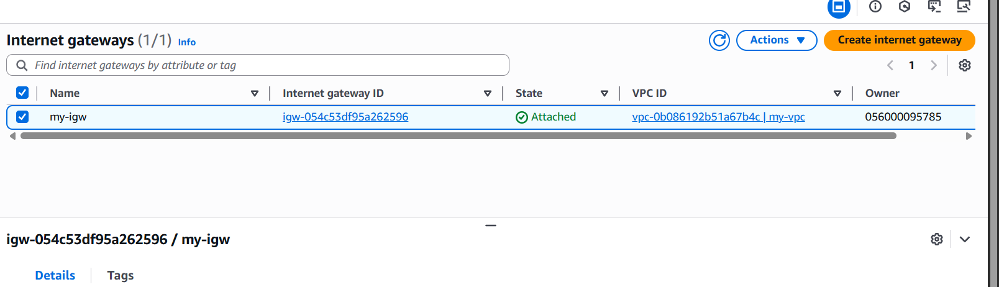 Internet gateways (1/1) Info
Actions
Create internet gateway
Find internet gateways by attribute or tag
1
Name Internet gateway ID State VPC ID Owner
my-igw igw-054c53df95a262596 Attached vpc-0b086192b51a67b4c | my-vpc 056000095785
igw-054c53df95a262596 / my-igw
Details Tags